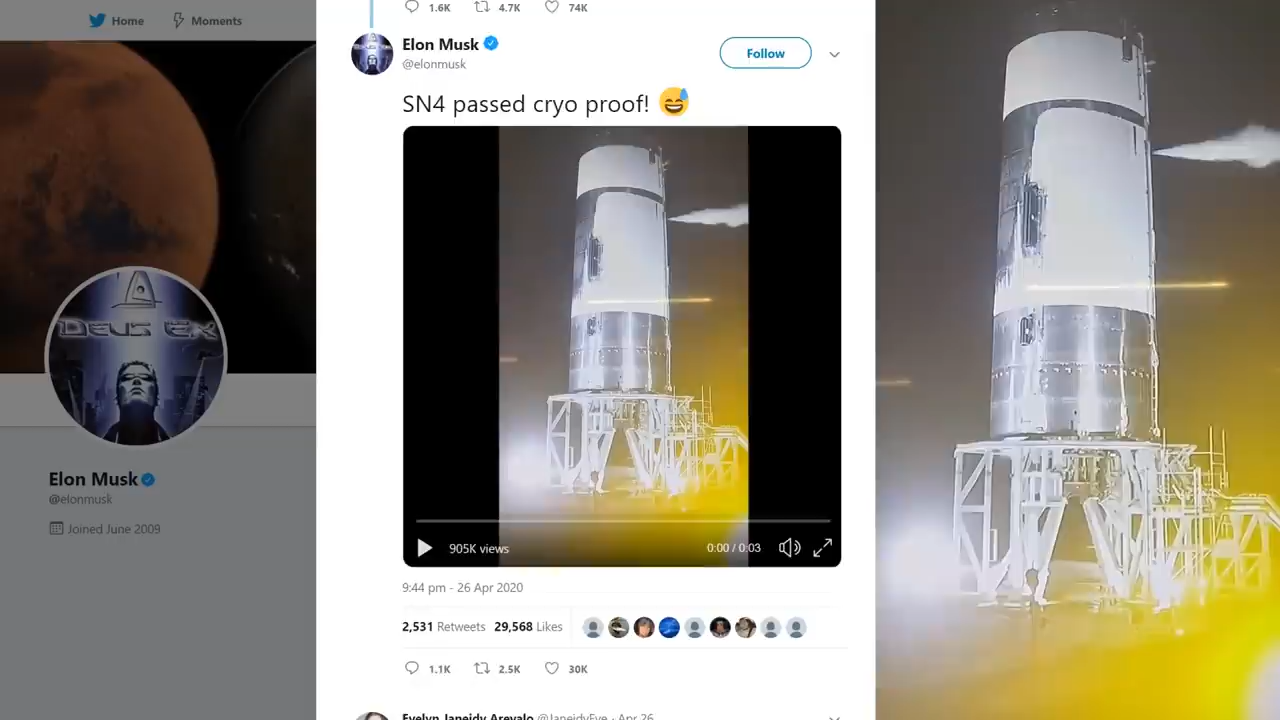 Home
Moments
DEUS EX
Elon Musk
@elonmusk
Joined June 2009
1.6K 4.7K 74K
Elon Musk
@elonmusk
Follow
SN4 passed cryo proof! 😅
905K views
0:00 / 0:03
9:44 pm - 26 Apr 2020
2,531 Retweets 29,568 Likes
1.1K 2.5K 30K
Evelyn Janeidy Arevalo @JaneidyEve · Apr 26